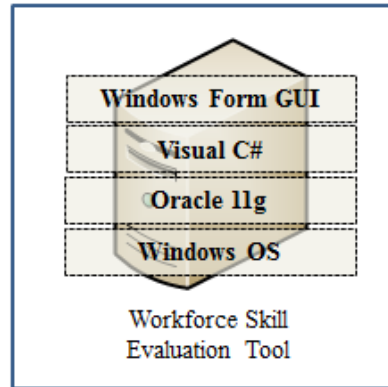 Windows Form GUI
Visual C#
Oracle 11g
Windows OS
Workforce Skill
Evaluation Tool